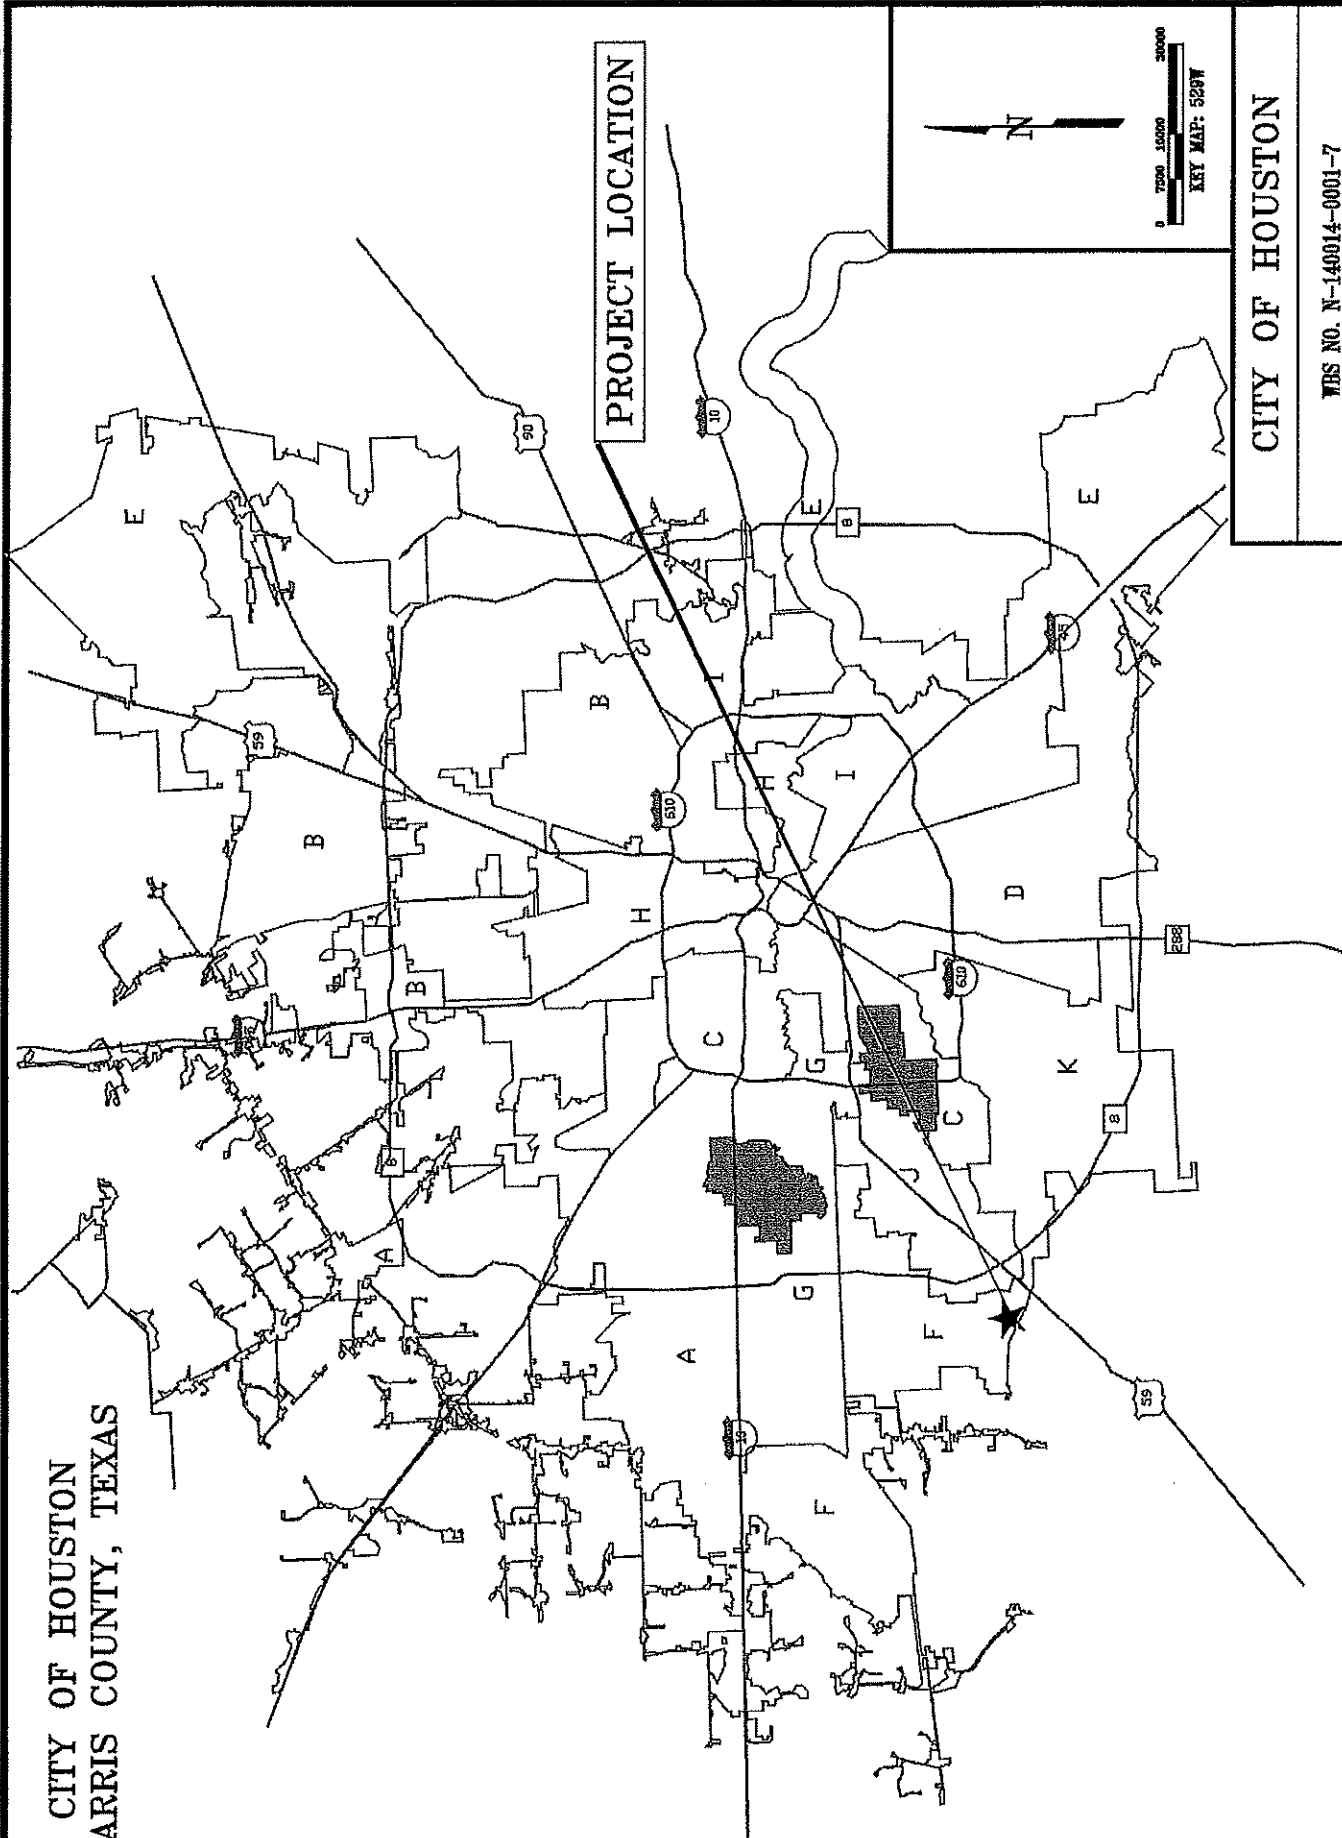 CITY OF HOUSTON
ARRIS COUNTY, TEXAS
PROJECT LOCATION
N
0 7500 15000 30000
KEY MAP: 529W
CITY OF HOUSTON
WBS NO. N-140014-0001-7
E
59
90
10
B
B
B
E
8
E
I
H
I
610
H
45
D
288
610
C
G
K
C
J
8
8
A
G
A
F
10
F
59